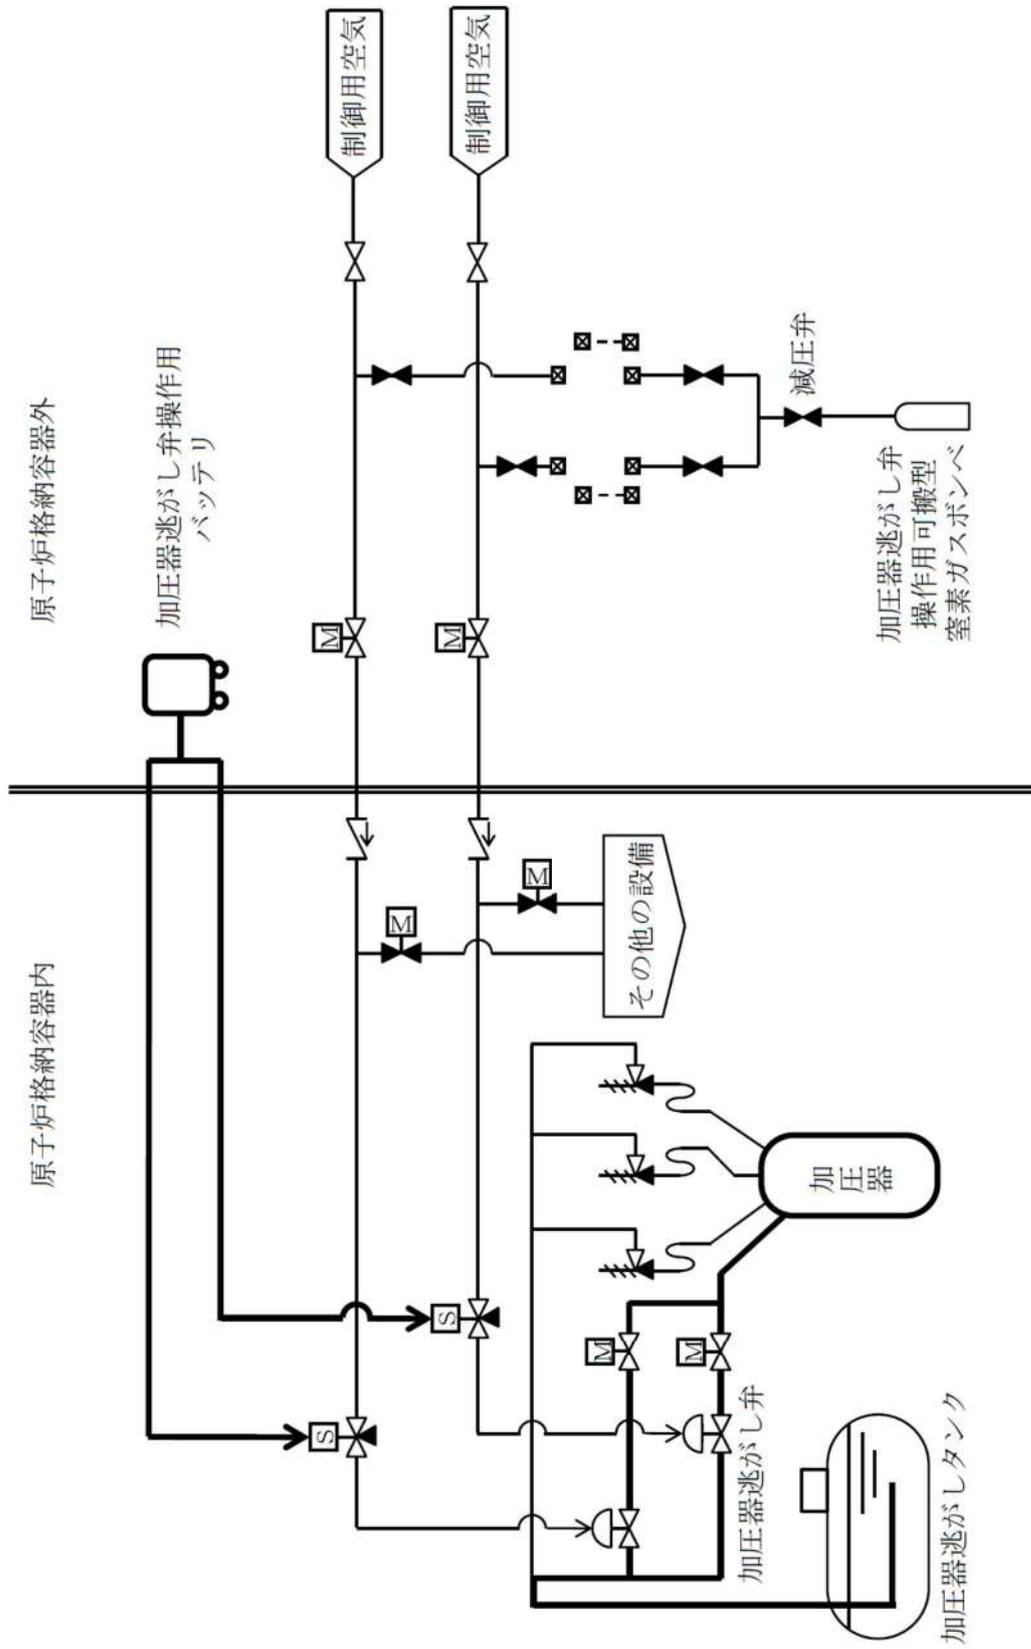 原子炉格納容器内
原子炉格納容器外
加圧器逃がし弁操作用
バッテリ
制御用空気
制御用空気
M
M
M
M
S
S
M
M
その他の設備
減圧弁
加圧器逃がし弁
操作用可搬型
窒素ガスボンベ
加圧器
加圧器逃がし弁
加圧器逃がしタンク